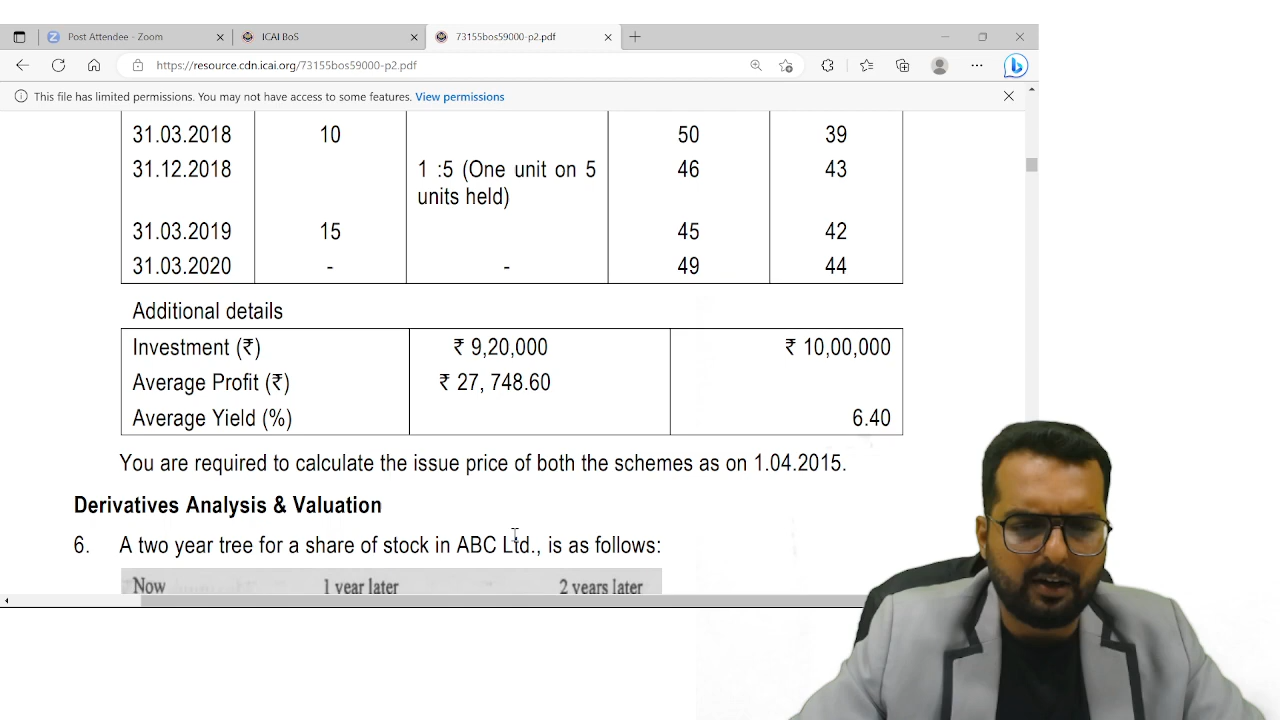 Post Attendee - Zoom
ICAI BoS
73155bos59000-p2.pdf
https://resource.cdn.icai.org/73155bos59000-p2.pdf
This file has limited permissions. You may not have access to some features. View permissions
31.03.2018 10 50 39
31.12.2018 1 :5 (One unit on 5 46 43
units held)
31.03.2019 15 45 42
31.03.2020 - - 49 44
Additional details
Investment (₹) ₹ 9,20,000 ₹ 10,00,000
Average Profit (₹) ₹ 27, 748.60
Average Yield (%) 6.40
You are required to calculate the issue price of both the schemes as on 1.04.2015.
Derivatives Analysis & Valuation
6. A two year tree for a share of stock in ABC Ltd., is as follows:
Now 1 year later 2 years later